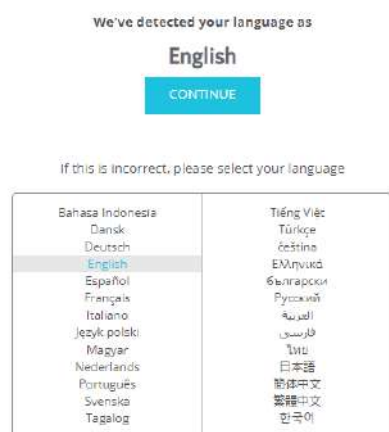 We've detected your language as
English
CONTINUE
If this is incorrect, please select your language
Bahasa Indonesia
Dansk
Deutsch
English
Español
Français
Italiano
Język polski
Magyar
Nederlands
Português
Svenska
Tagalog
Tiếng Việt
Türkçe
čeština
Ελληνικά
български
Русский
العربية
فارسی
ไทย
日本語
简体中文
繁體中文
한국어